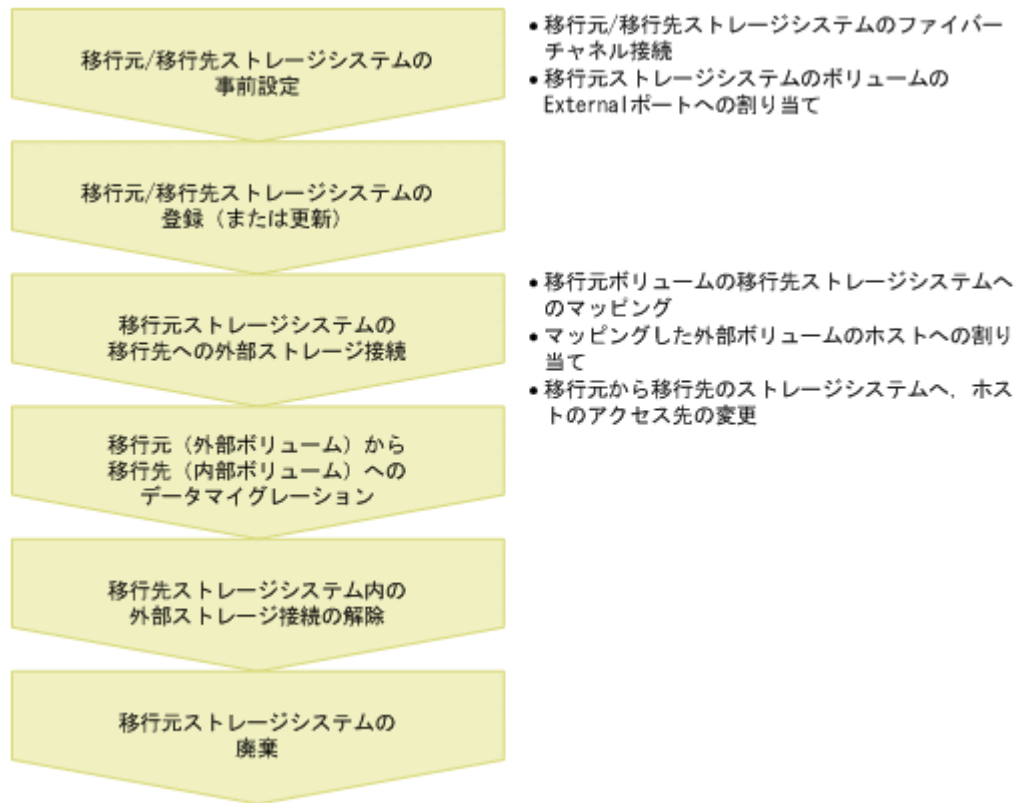 移行元/移行先ストレージシステムの
事前設定
• 移行元/移行先ストレージシステムのファイバー
チャネル接続
• 移行元ストレージシステムのボリュームの
Externalポートへの割り当て
移行元/移行先ストレージシステムの
登録（または更新）
移行元ストレージシステムの
移行先への外部ストレージ接続
• 移行元ボリュームの移行先ストレージシステムへ
のマッピング
• マッピングした外部ボリュームのホストへの割り
当て
• 移行元から移行先のストレージシステムへ，ホス
トのアクセス先の変更
移行元（外部ボリューム）から
移行先（内部ボリューム）への
データマイグレーション
移行先ストレージシステム内の
外部ストレージ接続の解除
移行元ストレージシステムの
廃棄